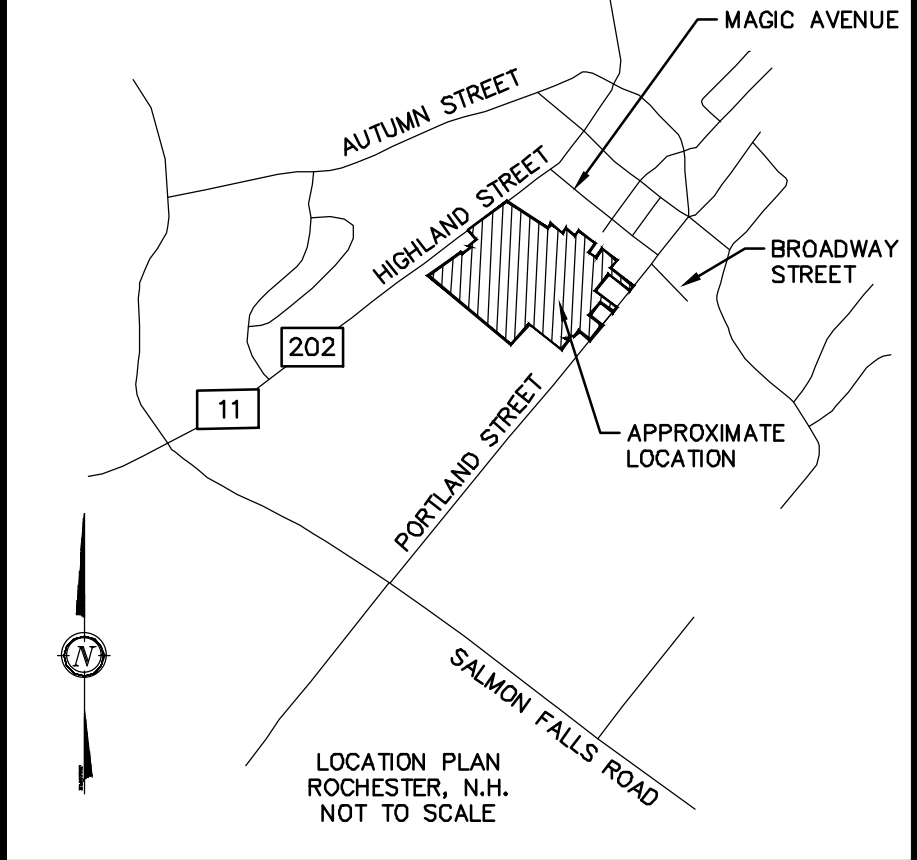 MAGIC AVENUE
AUTUMN STREET
HIGHLAND STREET
BROADWAY
STREET
202
11
PORTLAND STREET
APPROXIMATE
LOCATION
N
SALMON FALLS ROAD
LOCATION PLAN
ROCHESTER, N.H.
NOT TO SCALE